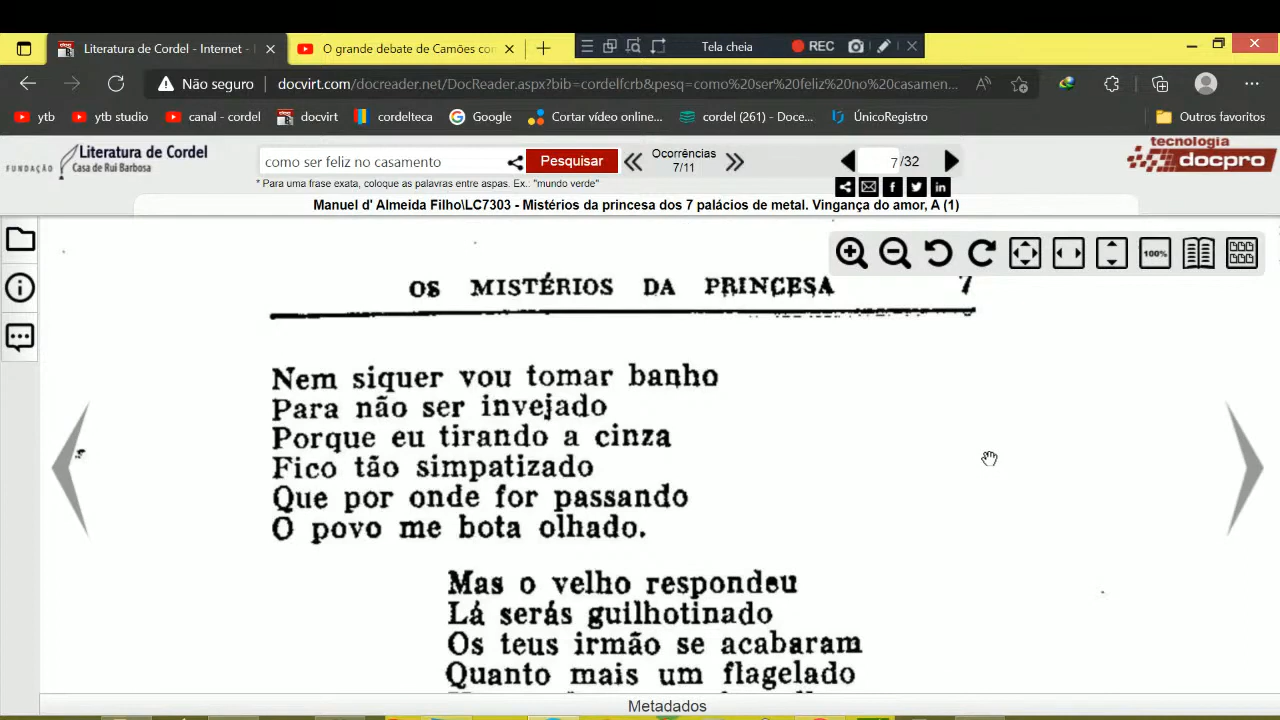 Literatura de Cordel - Internet -
O grande debate de Camões co
Tela cheia
REC
Não seguro
docvirt.com/docreader.net/DocReader.aspx?bib=cordelfcrb&pesq=como%20ser%20feliz%20no%20casamen...
ytb
ytb studio
canal - cordel
docvirt
cordelteca
Google
Cortar vídeo online...
cordel (261) - Doce...
ÚnicoRegistro
Outros favoritos
FUNDAÇÃO
Literatura de Cordel
Casa de Rui Barbosa
como ser feliz no casamento
Pesquisar
Ocorrências
7/11
7 /32
tecnologia
docpro
* Para uma frase exata, coloque as palavras entre aspas. Ex.: "mundo verde"
Manuel d' Almeida Filho\LC7303 - Mistérios da princesa dos 7 palácios de metal. Vingança do amor, A (1)
100%
OS MISTÉRIOS DA PRINCESA 7
Nem siquer vou tomar banho
Para não ser invejado
Porque eu tirando a cinza
Fico tão simpatizado
Que por onde for passando
O povo me bota olhado.
Mas o velho respondeu
Lá serás guilhotinado
Os teus irmão se acabaram
Quanto mais um flagelado
Metadados